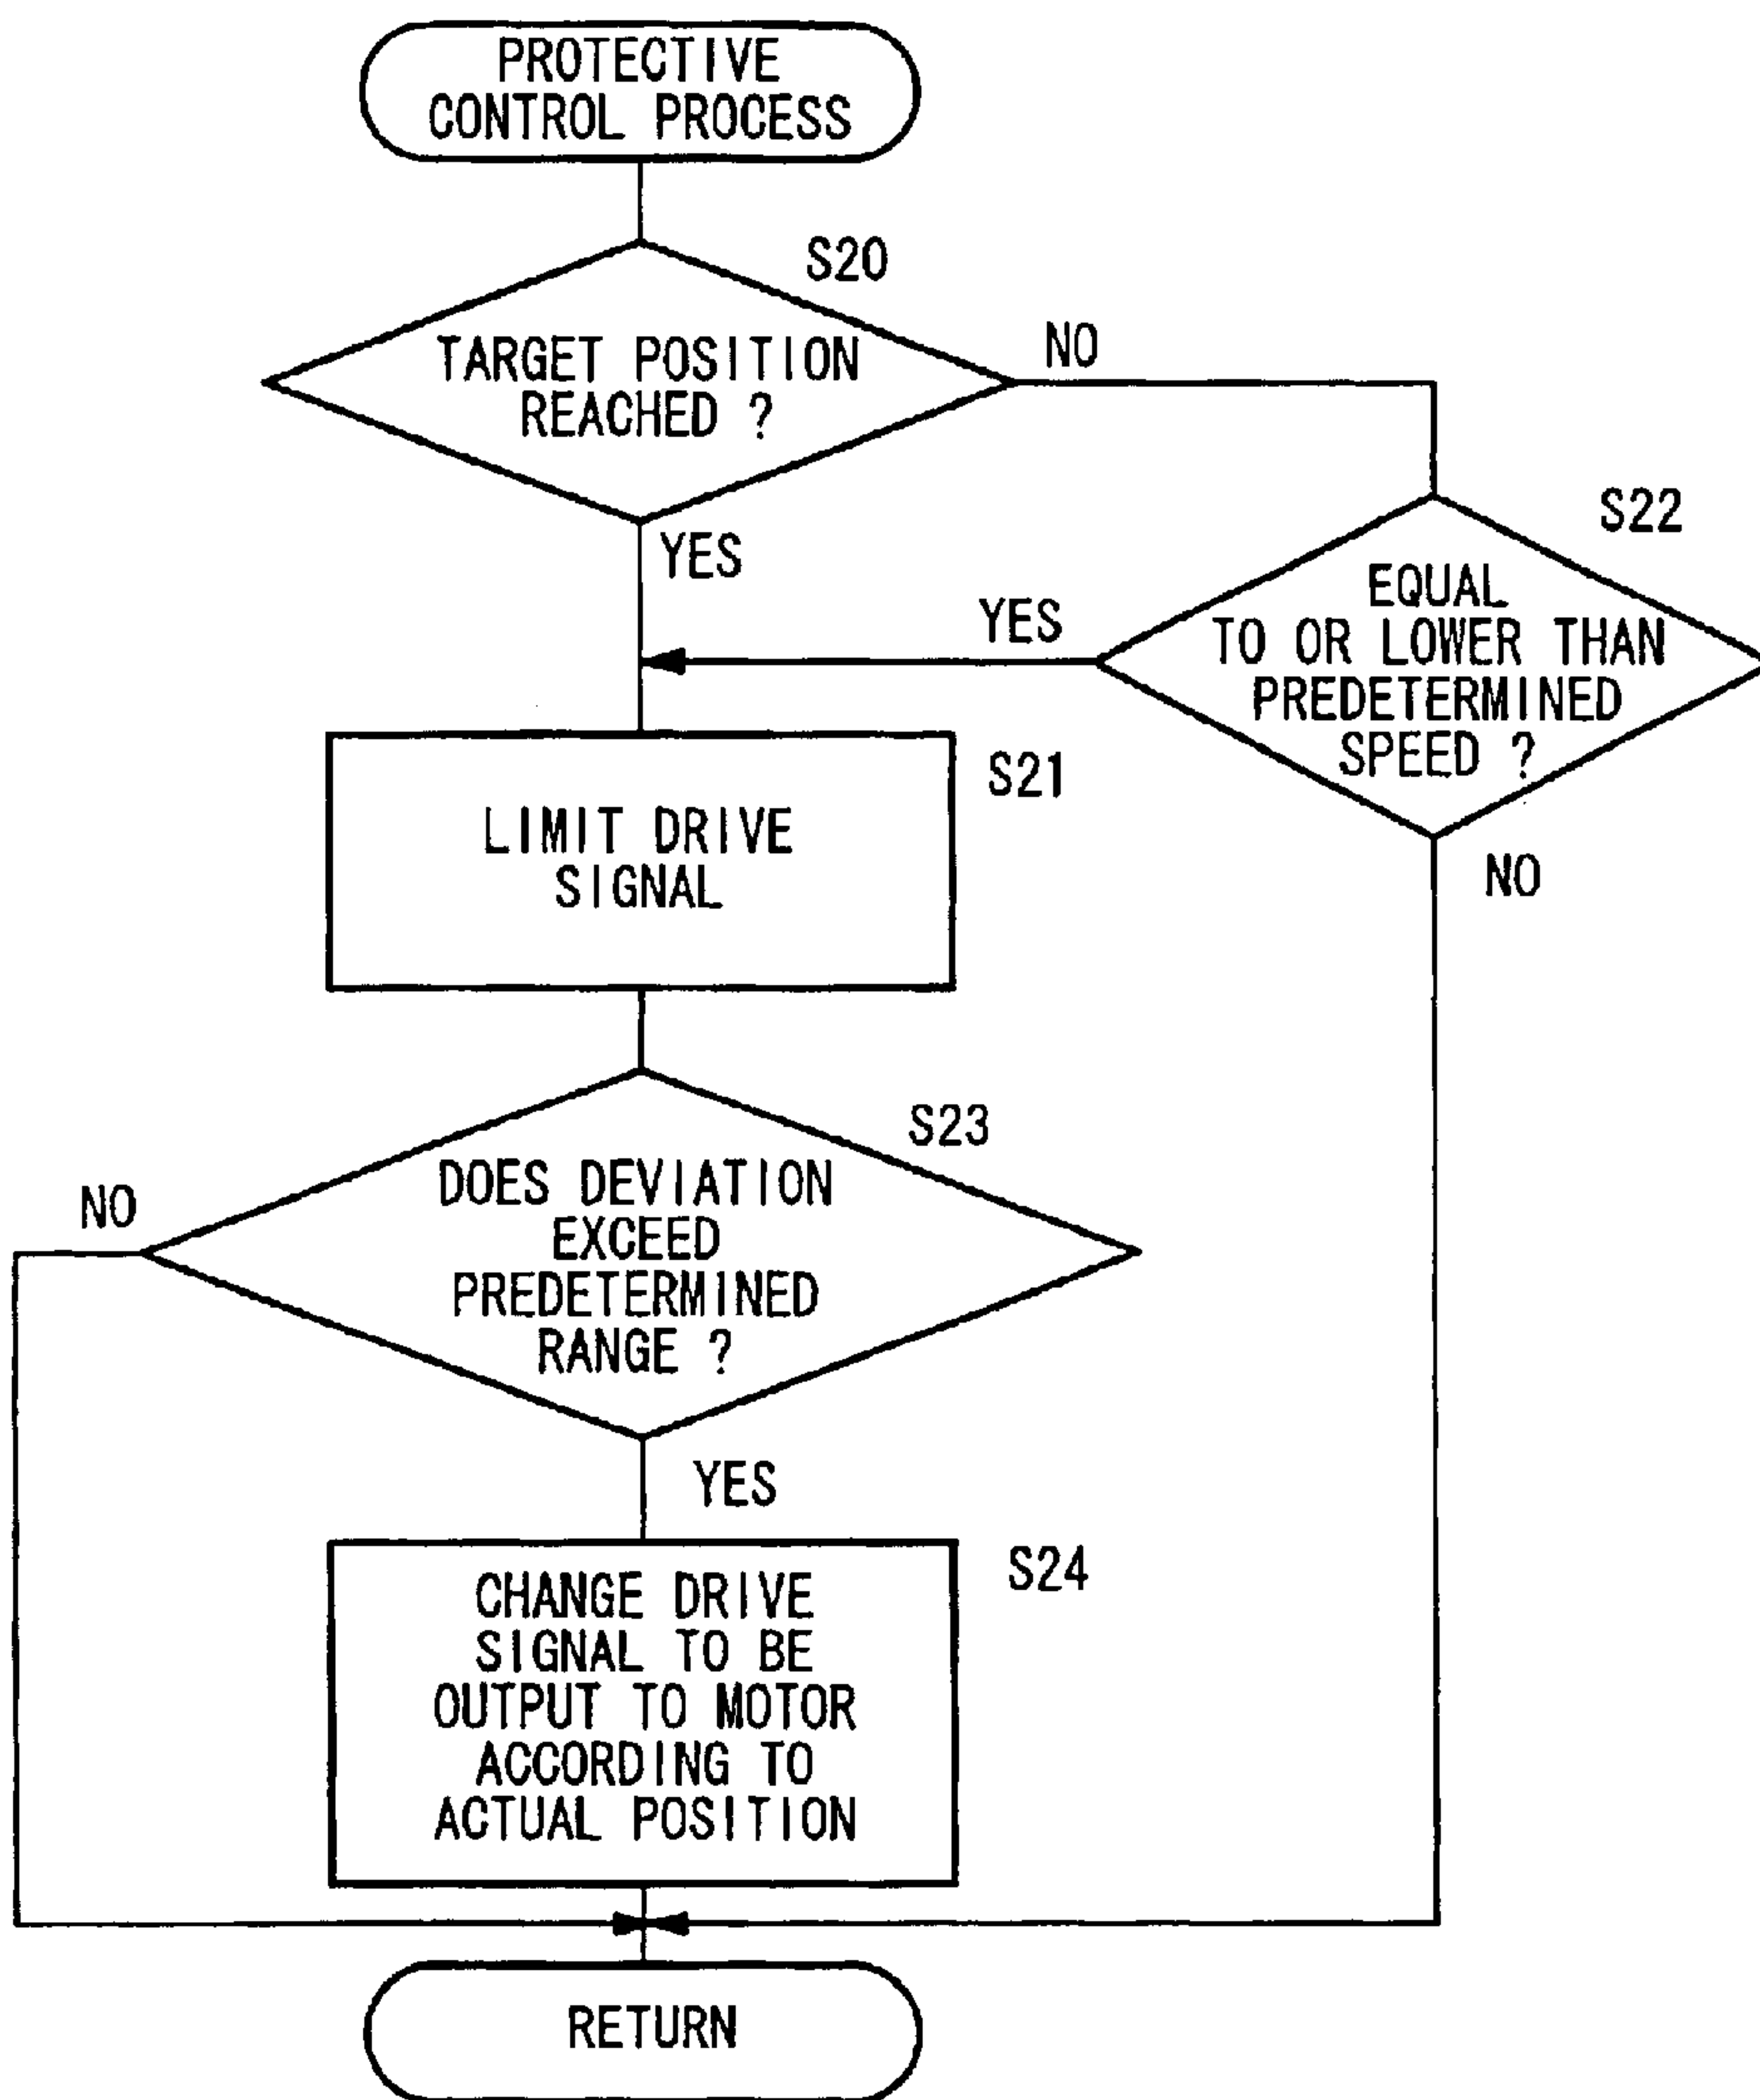 PROTECTIVE
CONTROL PROCESS
S20
TARGET POSITION
REACHED ?
NO
YES
S22
EQUAL
TO OR LOWER THAN
PREDETERMINED
SPEED ?
YES
NO
S21
LIMIT DRIVE
SIGNAL
S23
DOES DEVIATION
EXCEED
PREDETERMINED
RANGE ?
NO
YES
S24
CHANGE DRIVE
SIGNAL TO BE
OUTPUT TO MOTOR
ACCORDING TO
ACTUAL POSITION
RETURN